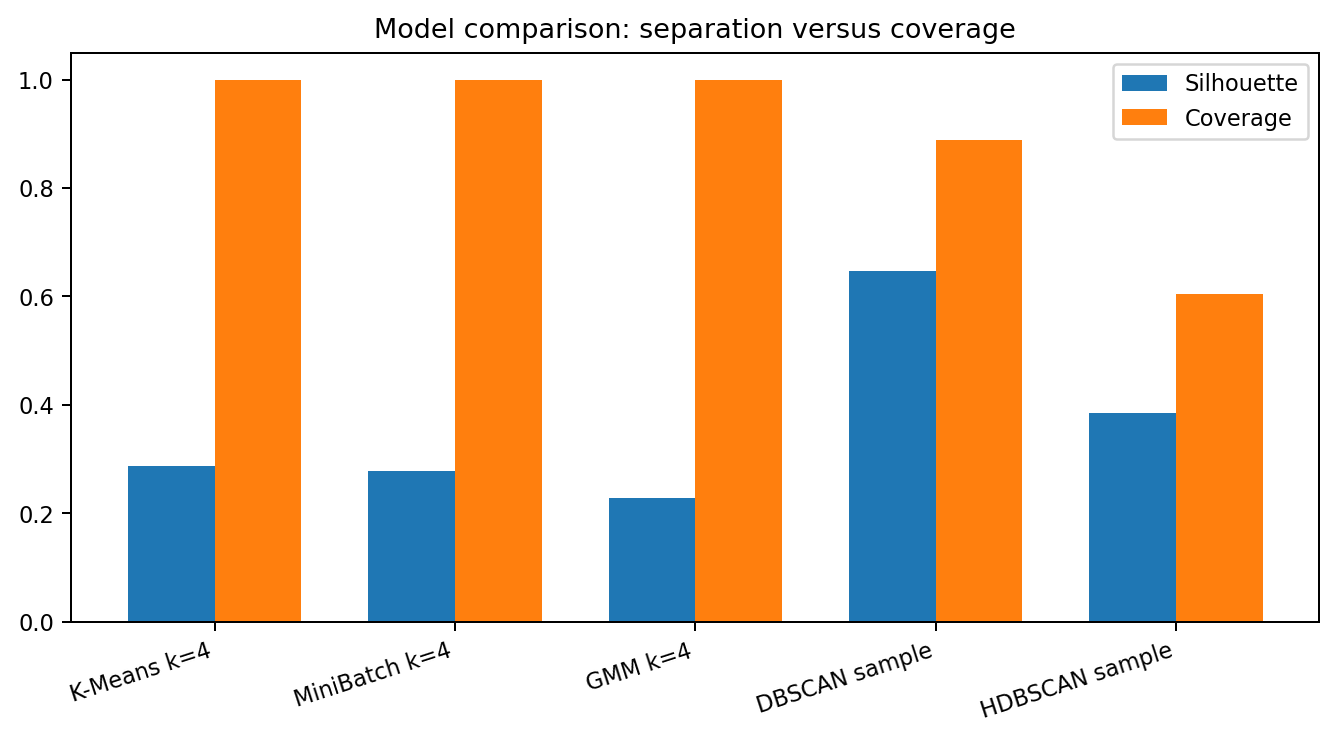 Model comparison: separation versus coverage
Silhouette
Coverage
1.0
0.8
0.6
0.4
0.2
0.0
K-Means k=4
MiniBatch k=4
GMM k=4
DBSCAN sample
HDBSCAN sample